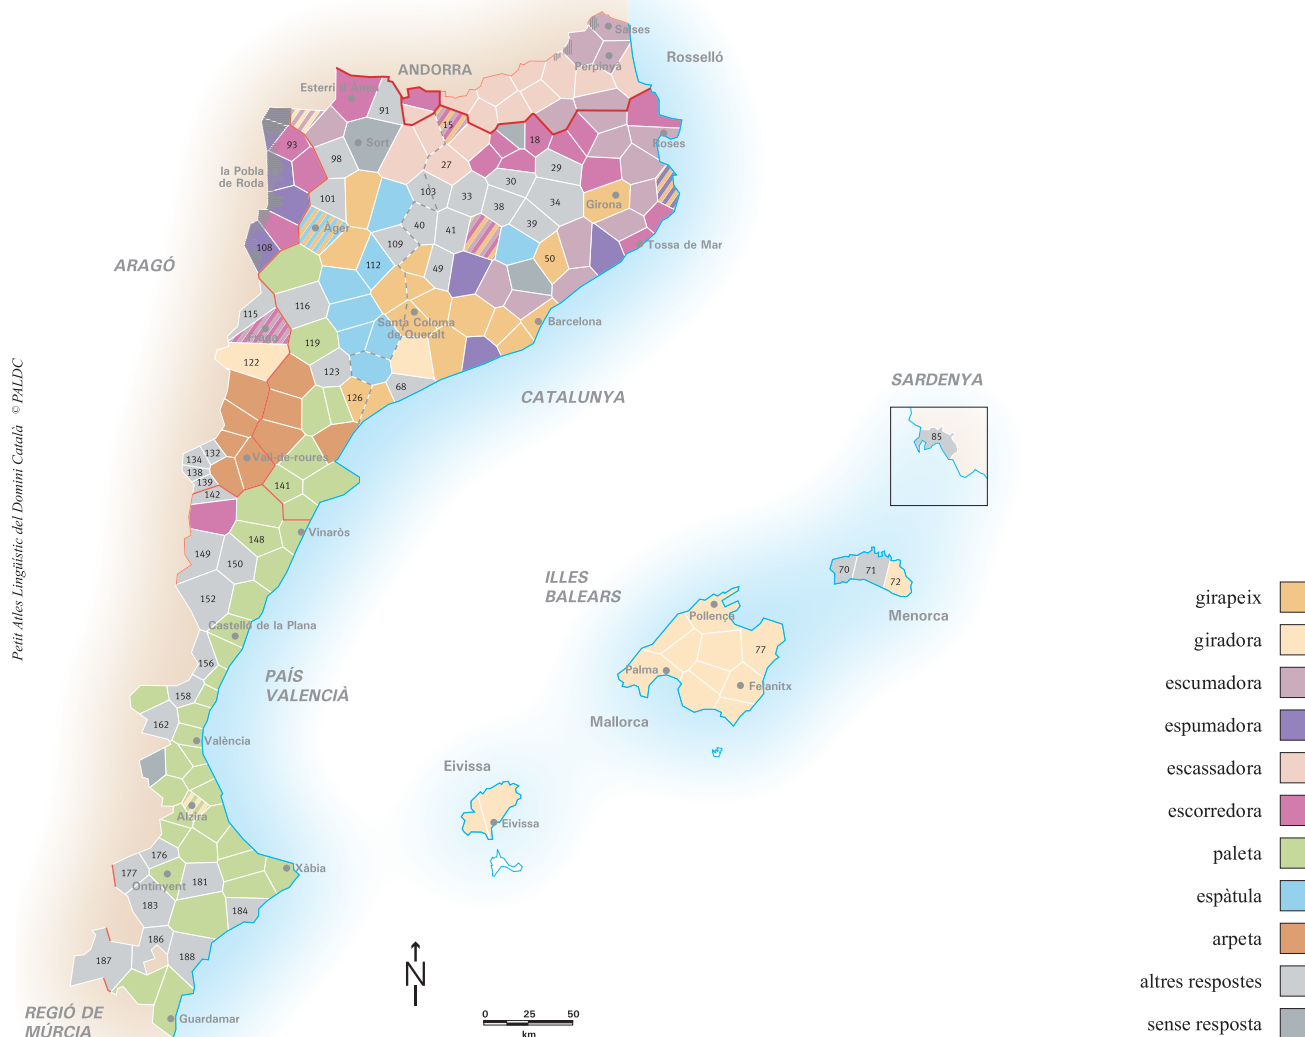 Salses
Rosselló
Perpinyà
ANDORRA
Esterri d'Àneu
91
15
18
Roses
93
Sort
98
27
29
la Pobla
de Roda
30
101
103
33
34
Girona
38
39
Àger
40
41
108
109
Tossa de Mar
ARAGÓ
112
49
50
115
116
Santa Coloma
de Queralt
Barcelona
Fraga
119
122
123
68
126
CATALUNYA
SARDENYA
85
Petit Atles Lingüístic del Domini Català © PALDC
132
134
Vall-de-roures
138
139
141
142
Vinaròs
148
149
150
152
ILLES
BALEARS
70
71
72
Menorca
Pollença
Castelló de la Plana
77
156
Palma
Felanitx
PAÍS
VALENCIÀ
158
162
Mallorca
València
Eivissa
Eivissa
Alzira
176
177
Xàbia
Ontinyent
181
183
184
186
187
188
N
REGIÓ DE
MÚRCIA
Guardamar
0 25 50
km
girapeix
giradora
escumadora
espumadora
escassadora
escorredora
paleta
espàtula
arpeta
altres respostes
sense resposta